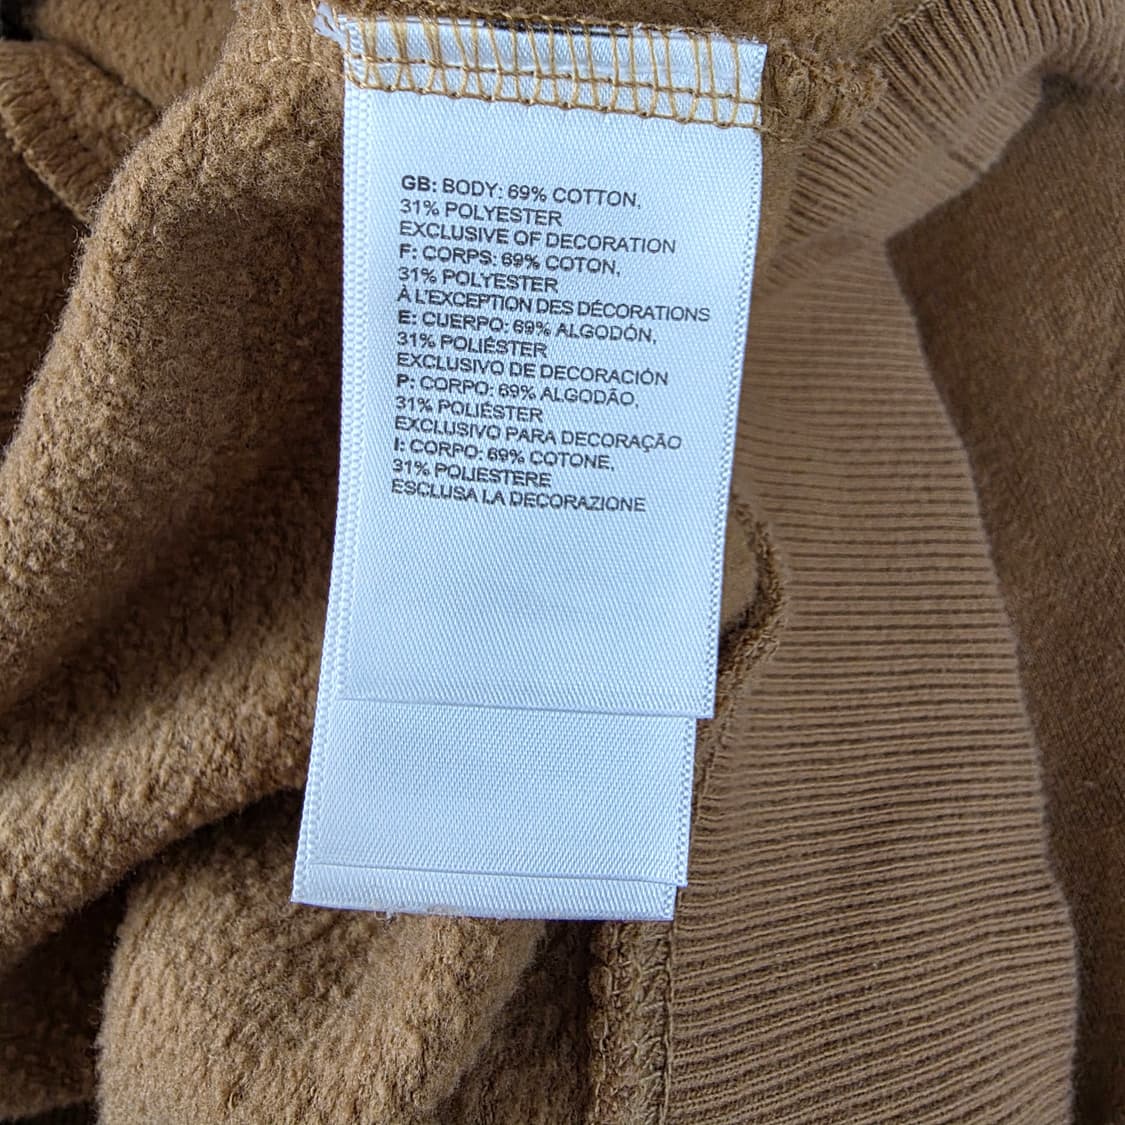 GB: BODY: 69% COTTON,
31% POLYESTER
EXCLUSIVE OF DECORATION
F: CORPS: 69% COTON,
31% POLYESTER
À L'EXCEPTION DES DÉCORATIONS
E: CUERPO: 69% ALGODÓN,
31% POLIÉSTER
EXCLUSIVO DE DECORACIÓN
P: CORPO: 69% ALGODÃO,
31% POLIÉSTER
EXCLUSIVO PARA DECORAÇÃO
I: CORPO: 69% COTONE,
31% POLIESTERE
ESCLUSA LA DECORAZIONE